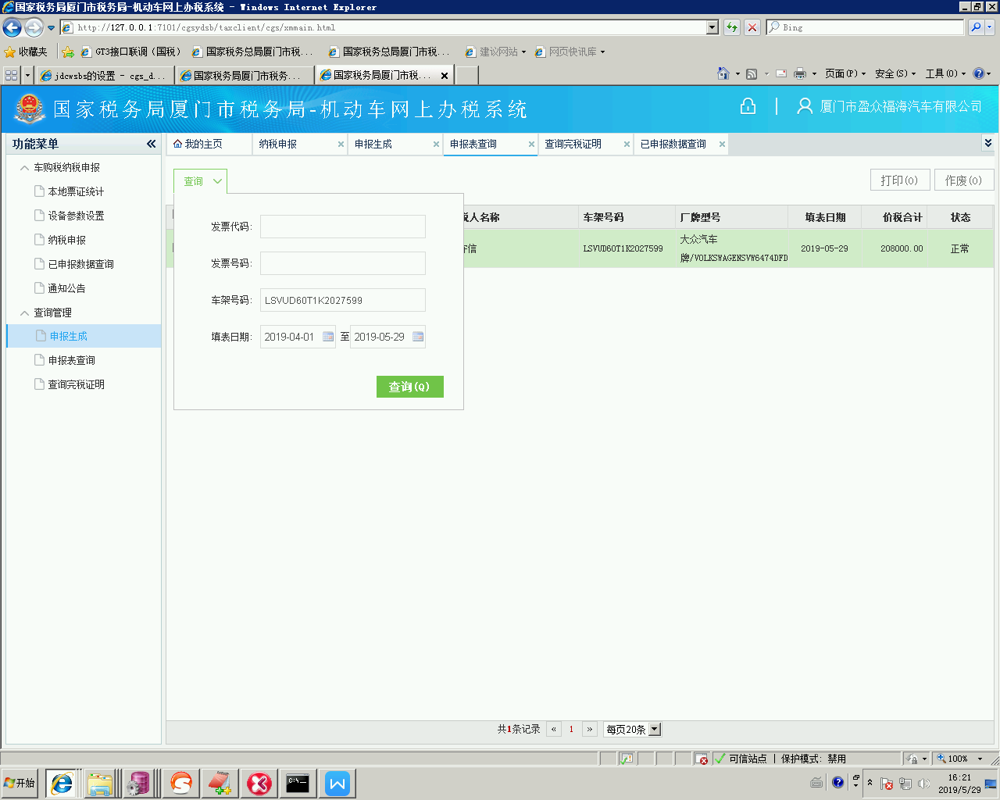 国家税务局厦门市税务局-机动车网上办税系统 - Windows Internet Explorer
http://127.0.0.1:7101/cgsydsb/taxclient/cgs/xmmain.html
Bing
收藏夹
GT3接口联调（国税）
国家税务总局厦门市税...
国家税务总局厦门市税...
建议网站
网页快讯库
jdcwsbs的设置 - cgs_d...
国家税务局厦门市税务...
国家税务局厦门市税...
页面(P)
安全(S)
工具(O)
国家税务局厦门市税务局-机动车网上办税系统
厦门市盈众福海汽车有限公司
功能菜单
我的主页
纳税申报
申报生成
申报表查询
查询完税证明
已申报数据查询
车购税纳税申报
本地票证统计
设备参数设置
纳税申报
已申报数据查询
通知公告
查询管理
申报生成
申报表查询
查询完税证明
查询
打印(O)
作废(O)
税人名称
车架号码
厂牌型号
填表日期
价税合计
状态
信
LSVUD60T1K2027599
大众汽车
牌/VOLKSWAGENSVW6474DFD
2019-05-29
208000.00
正常
发票代码:
发票号码:
车架号码: LSVUD60T1K2027599
填表日期: 2019-04-01 至 2019-05-29
查询(Q)
共1条记录 « 1 » 每页20条
可信站点 | 保护模式: 禁用
100%
开始
16:21
2019/5/29